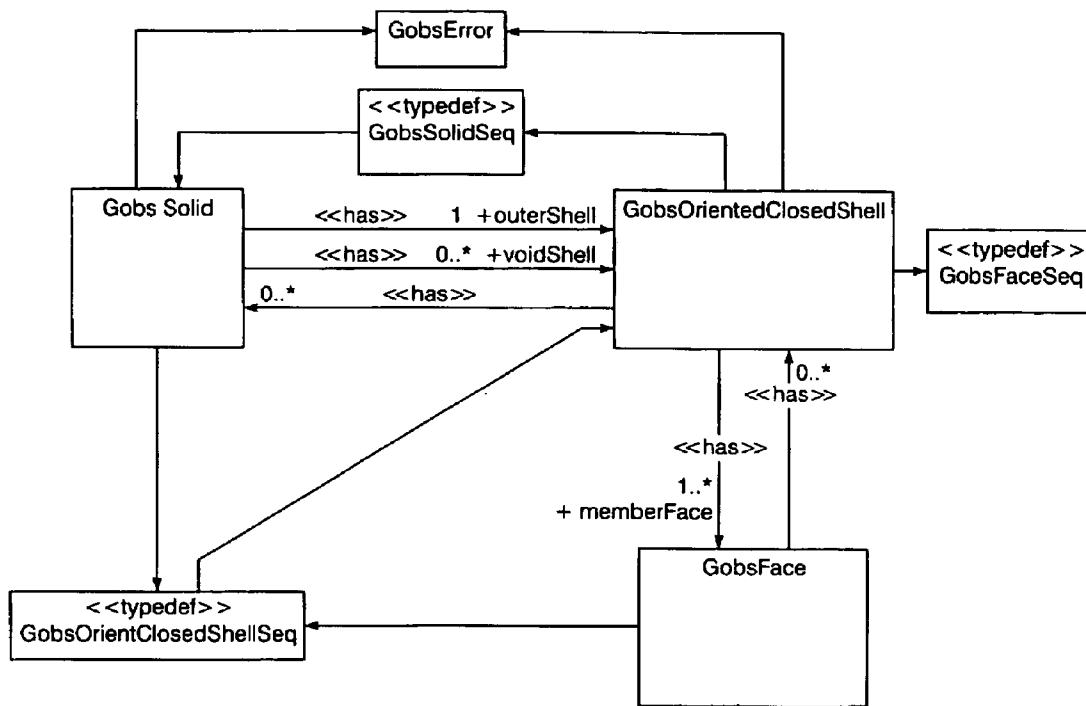 GobsError
<<typedef>>
GobsSolidSeq
Gobs Solid
<<has>> 1 +outerShell
<<has>> 0..* +voidShell
0..* <<has>>
GobsOrientedClosedShell
<<typedef>>
GobsFaceSeq
0..*
<<has>>
<<has>>
1..*
+ memberFace
GobsFace
<<typedef>>
GobsOrientClosedShellSeq